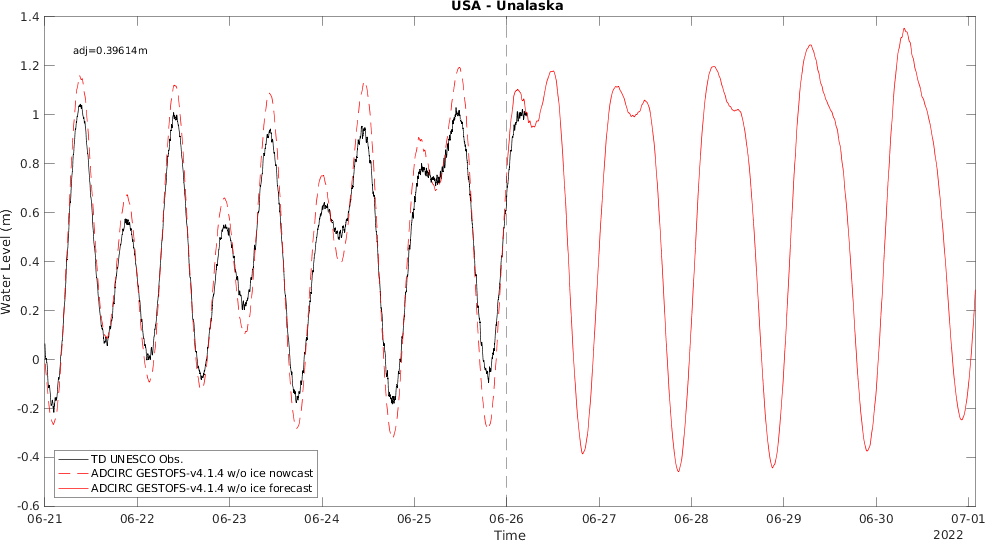 USA - Unalaska
adj=0.39614m
Water Level (m)
1.4
1.2
1
0.8
0.6
0.4
0.2
0
-0.2
-0.4
-0.6
TD UNESCO Obs.
ADCIRC GESTOFS-v4.1.4 w/o ice nowcast
ADCIRC GESTOFS-v4.1.4 w/o ice forecast
06-21 06-22 06-23 06-24 06-25 06-26 06-27 06-28 06-29 06-30 07-01
Time
2022